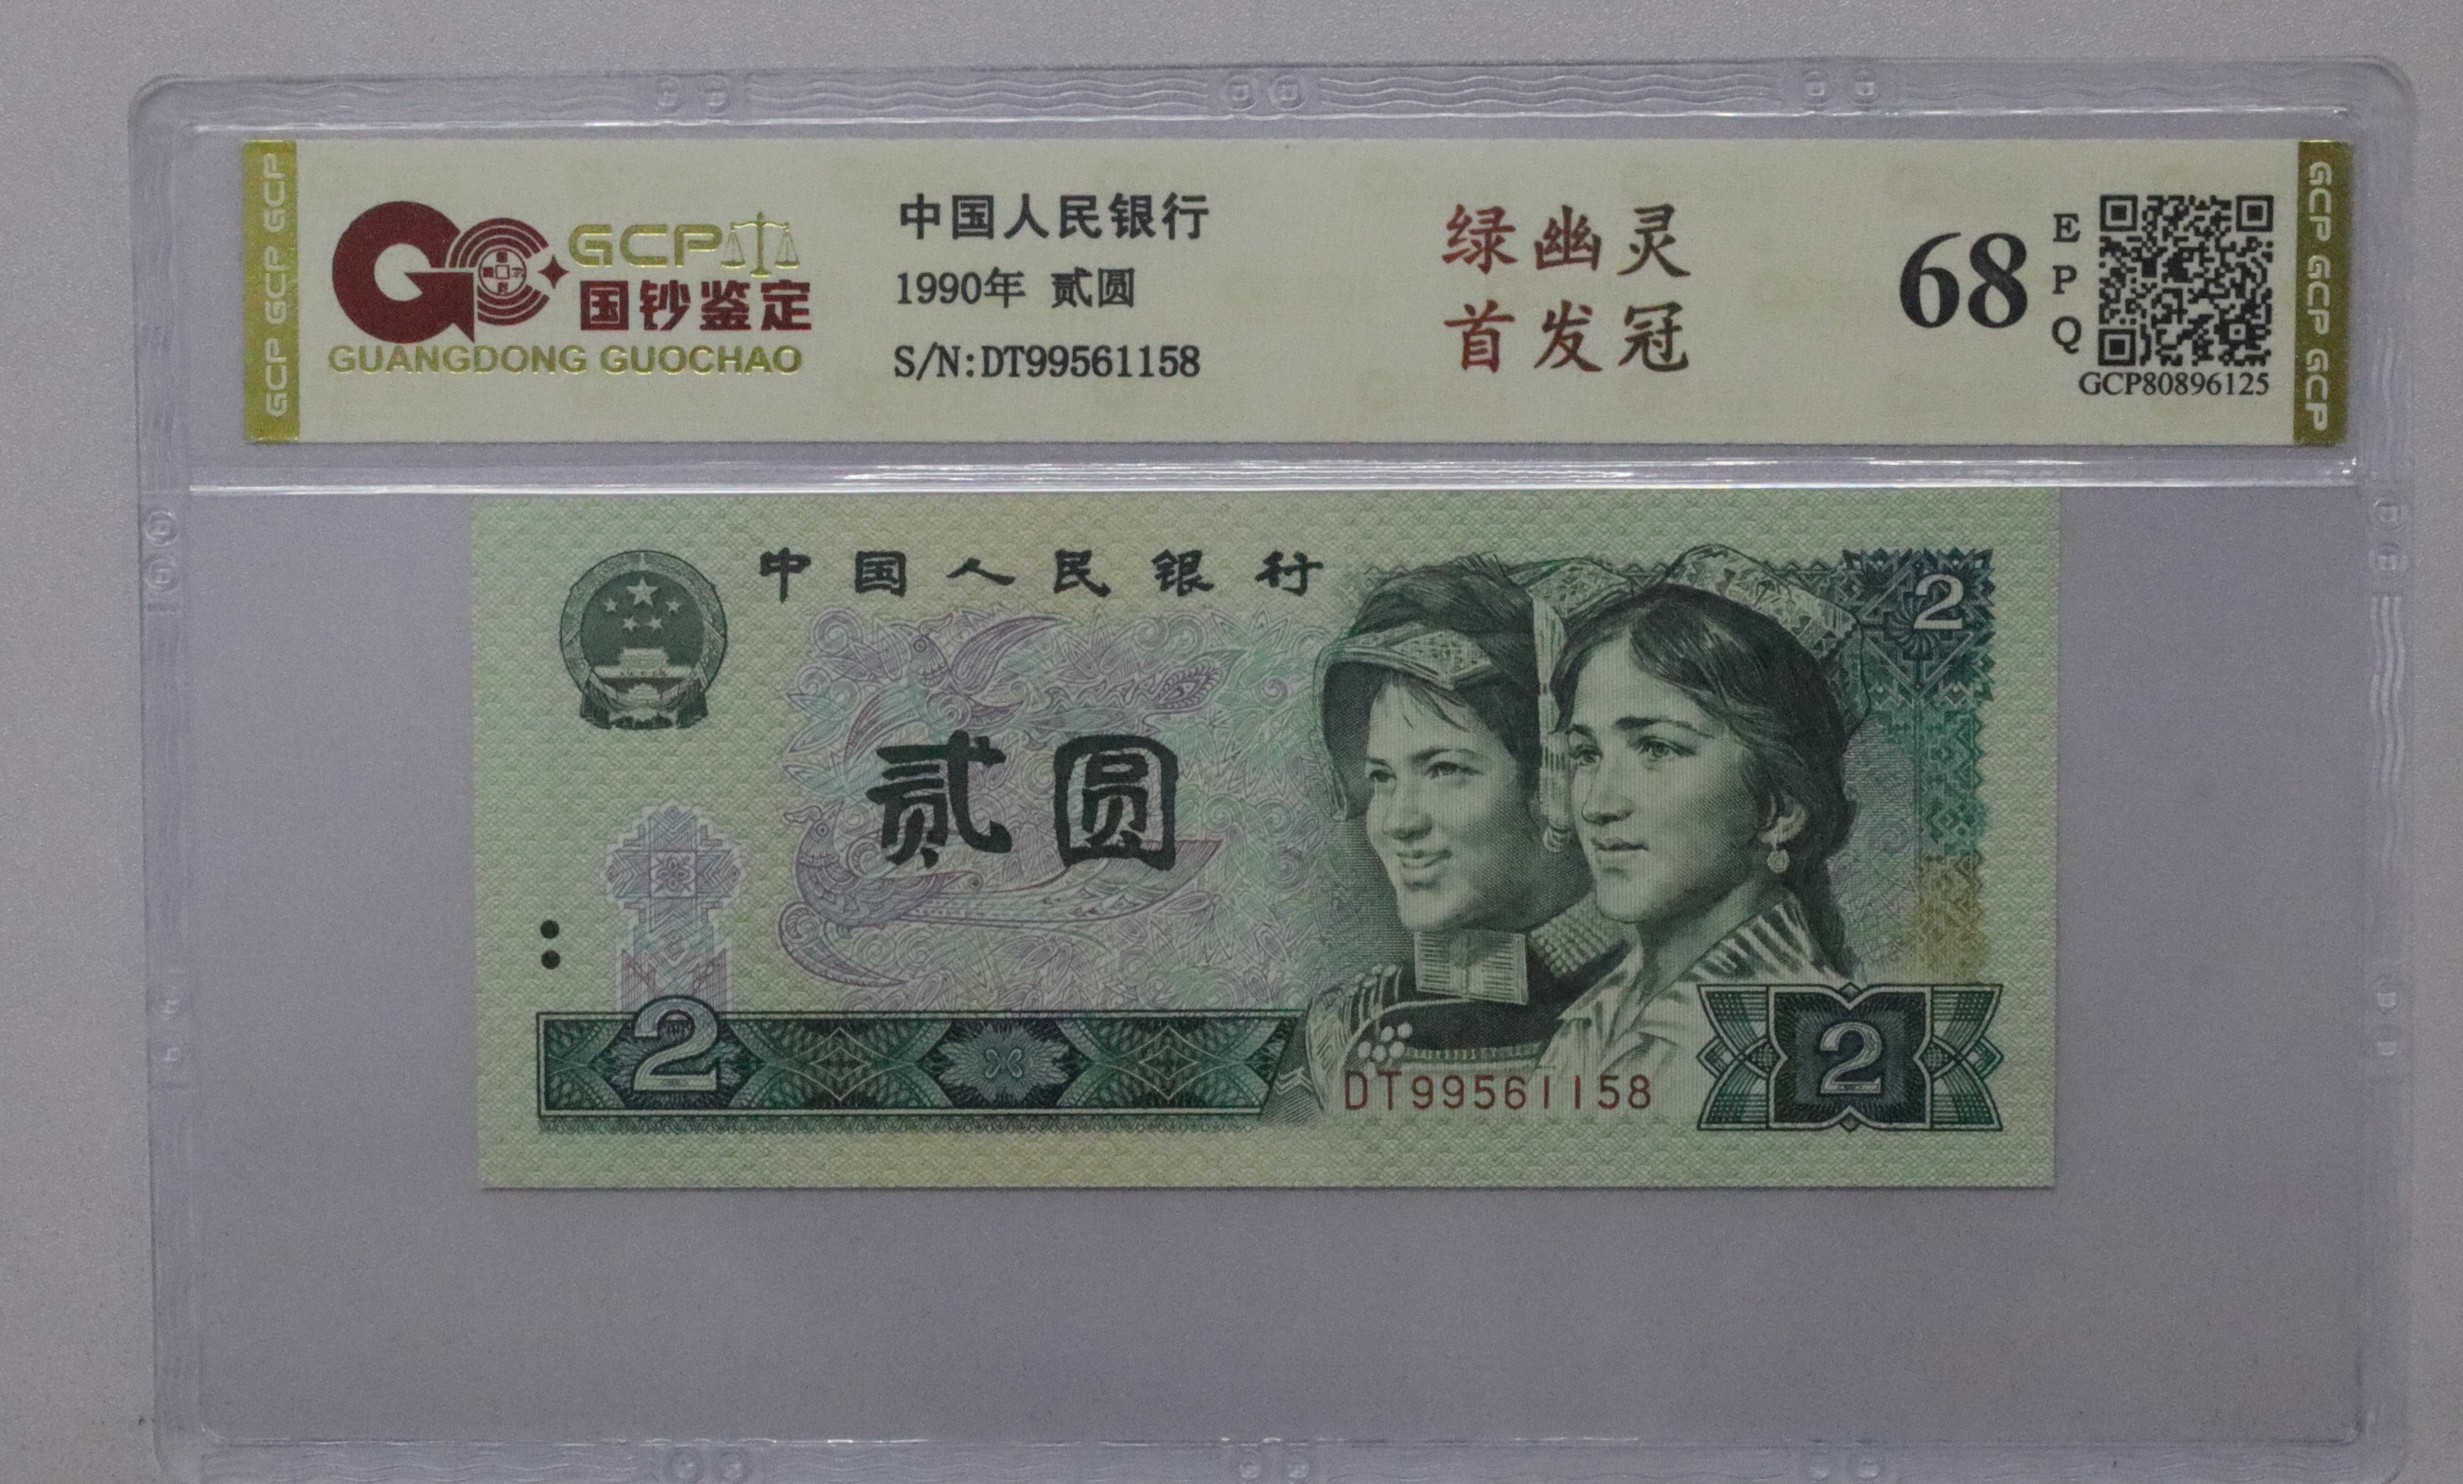 GCP GCP GCP
GCP
国钞鉴定
GUANGDONG GUOCHAO
中国人民银行
1990年 贰圆
S/N:DT99561158
绿幽灵
首发冠
68
EPQ
GCP80896125
GCP GCP GCP
中国人民银行
2
贰圆
2
DT99561158
2